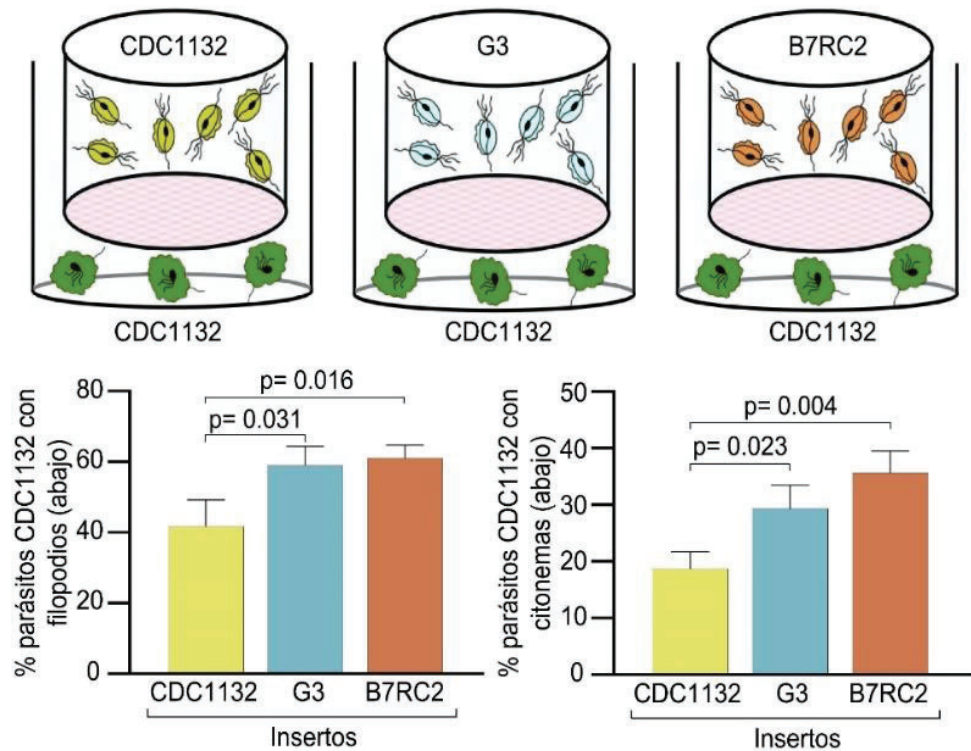 CDC1132
G3
B7RC2
CDC1132
CDC1132
CDC1132
% parásitos CDC1132 con
filopodios (abajo)
80
60
40
20
0
p= 0.016
p= 0.031
CDC1132 G3 B7RC2
Insertos
% parásitos CDC1132 con
citonemas (abajo)
50
40
30
20
10
0
p= 0.004
p= 0.023
CDC1132 G3 B7RC2
Insertos